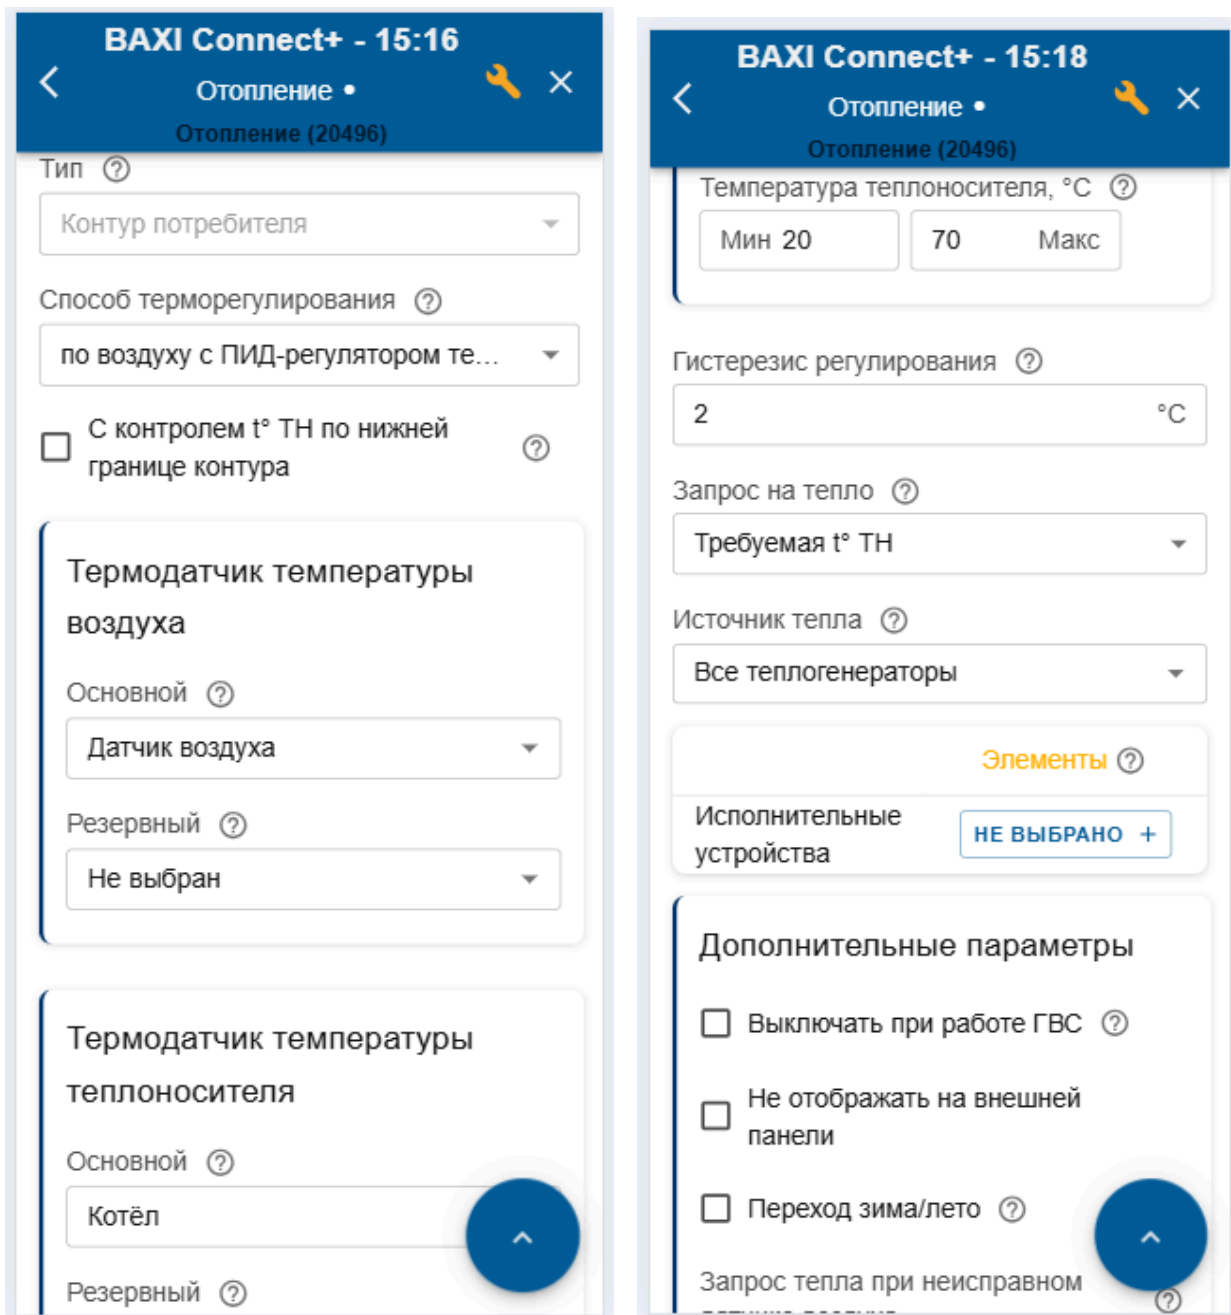 BAXI Connect+ - 15:16
Отопление •
Отопление (20496)
Тип
Контур потребителя
Способ терморегулирования
по воздуху с ПИД-регулятором те...
С контролем t° ТН по нижней
границе контура
Термодатчик температуры
воздуха
Основной
Датчик воздуха
Резервный
Не выбран
Термодатчик температуры
теплоносителя
Основной
Котёл
Резервный
BAXI Connect+ - 15:18
Отопление •
Отопление (20496)
Температура теплоносителя, °C
Мин 20 70 Макс
Гистерезис регулирования
2 °C
Запрос на тепло
Требуемая t° ТН
Источник тепла
Все теплогенераторы
Элементы
Исполнительные
устройства
НЕ ВЫБРАНО +
Дополнительные параметры
Выключать при работе ГВС
Не отображать на внешней
панели
Переход зима/лето
Запрос тепла при неисправном